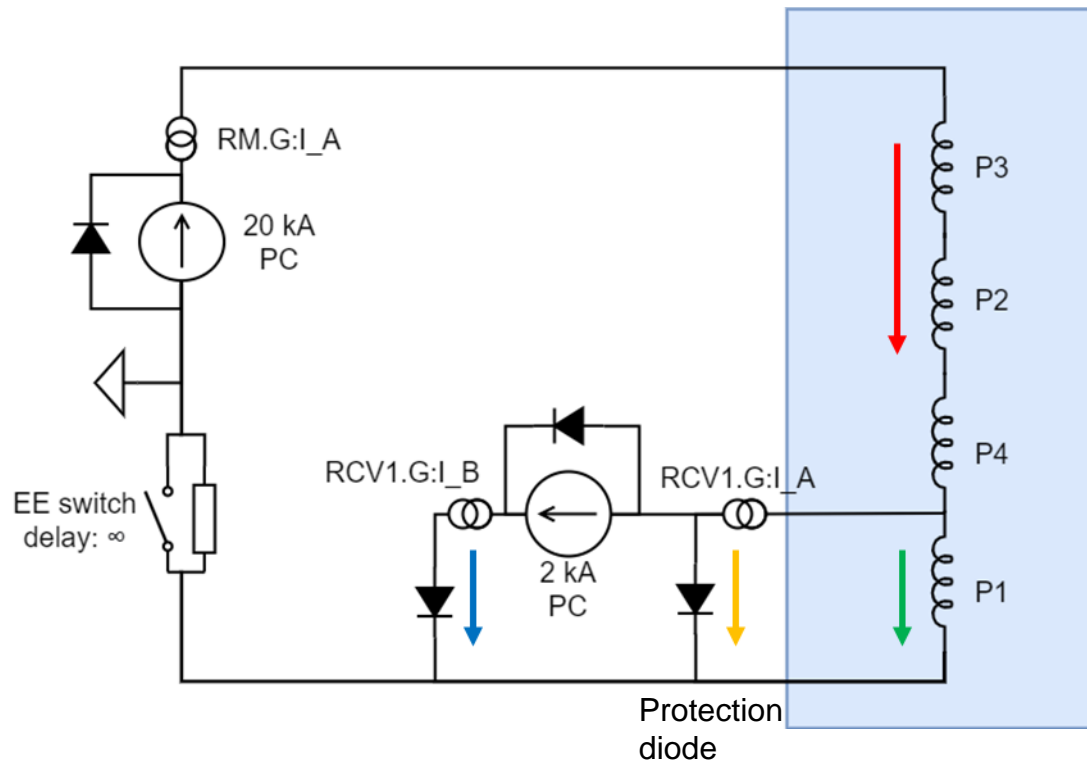 RM.G:I_A
20 kA
PC
P3
P2
P4
P1
RCV1.G:I_B
RCV1.G:I_A
2 kA
PC
EE switch
delay: ∞
Protection
diode